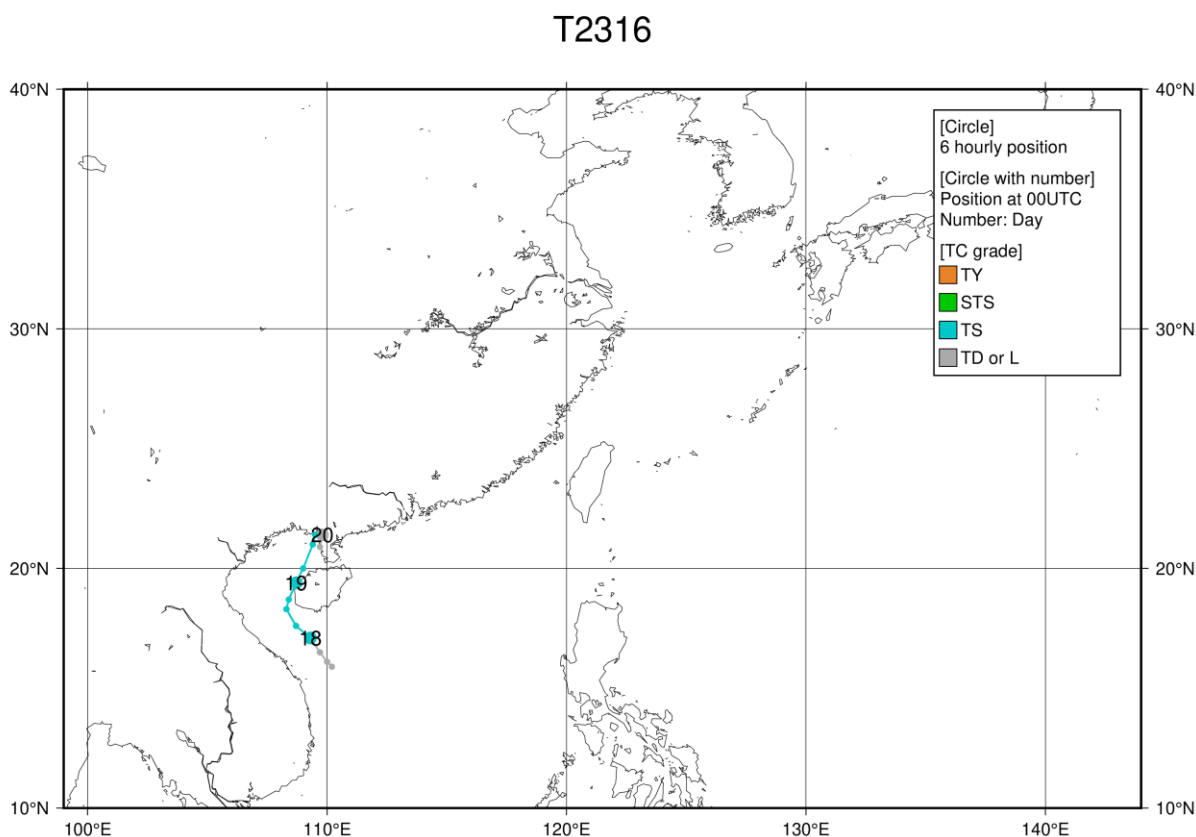 T2316
40°N
40°N
[Circle]
6 hourly position
[Circle with number]
Position at 00UTC
Number: Day
[TC grade]
TY
STS
TS
TD or L
30°N
30°N
20
20°N
20°N
19
18
10°N
10°N
100°E
110°E
120°E
130°E
140°E